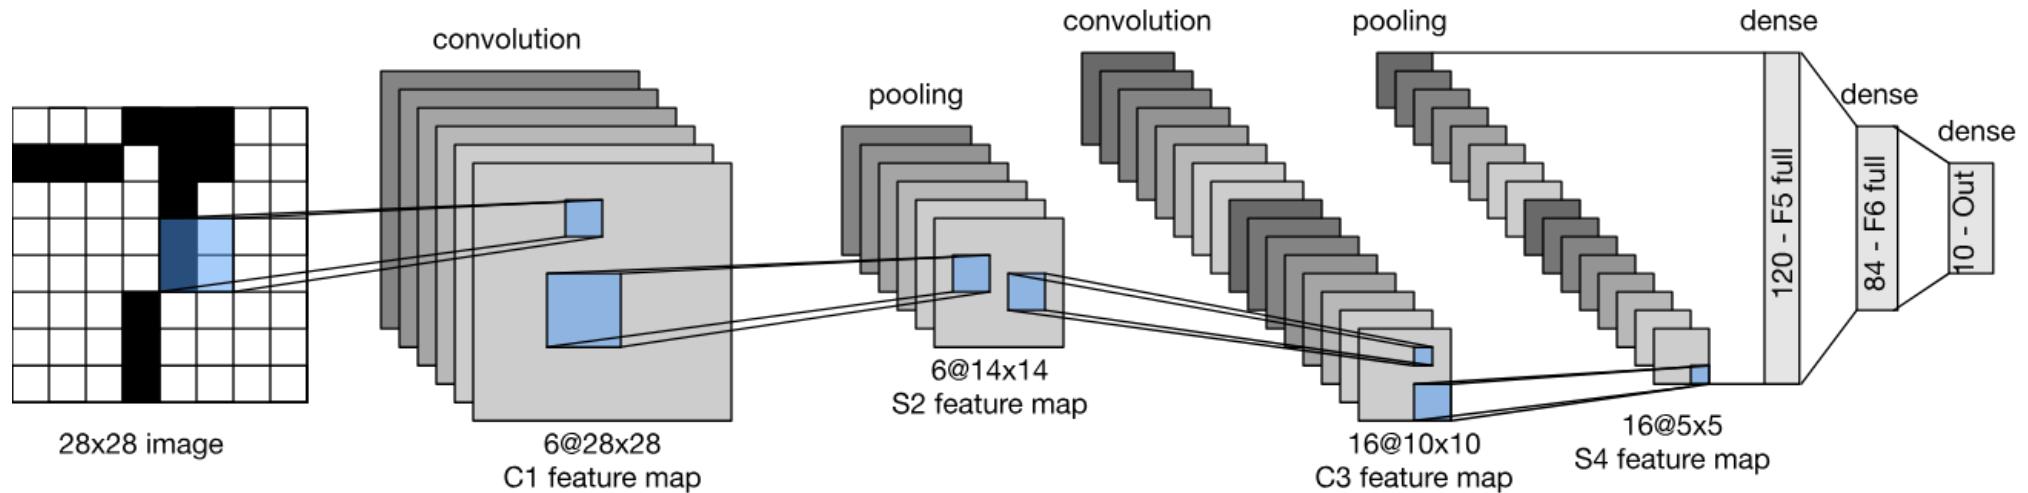 convolution
pooling
convolution
pooling
dense
dense
dense
28x28 image
6@28x28
C1 feature map
6@14x14
S2 feature map
16@10x10
C3 feature map
16@5x5
S4 feature map
120 - F5 full
84 - F6 full
10 - Out